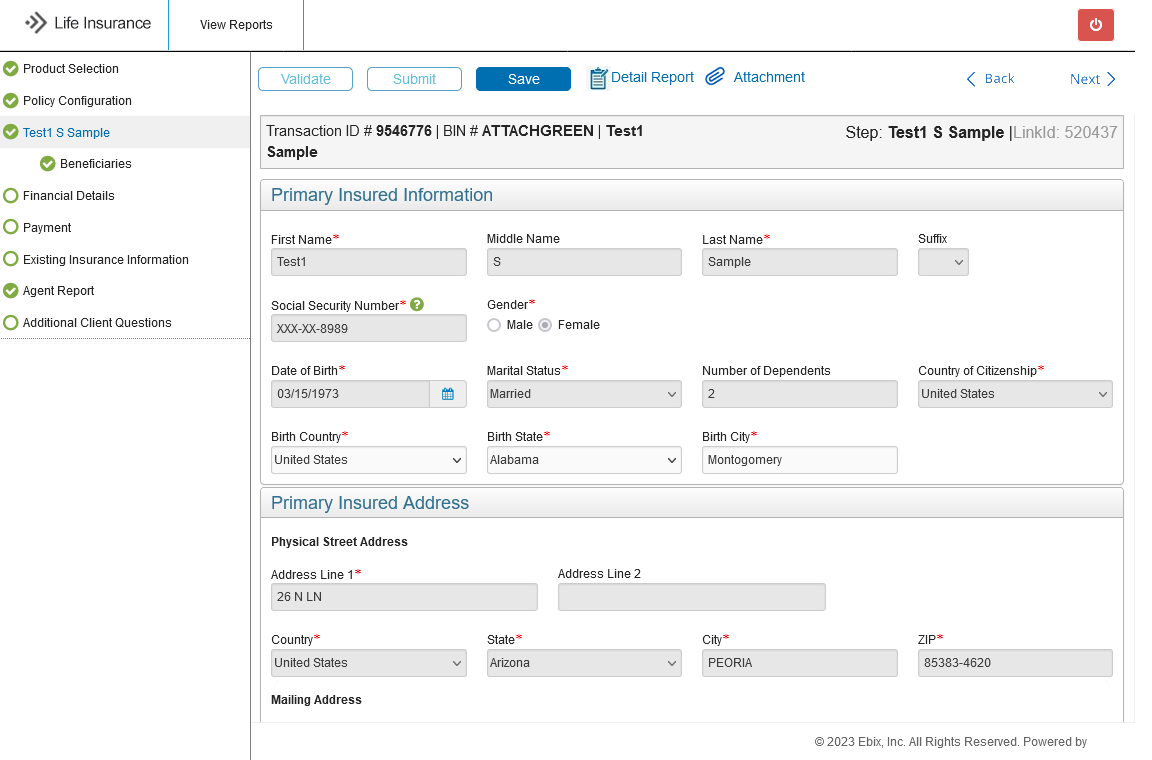 Life Insurance
View Reports
Product Selection
Policy Configuration
Test1 S Sample
Beneficiaries
Financial Details
Payment
Existing Insurance Information
Agent Report
Additional Client Questions
Validate Submit Save Detail Report Attachment Back Next
Transaction ID # 9546776 | BIN # ATTACHGREEN | Test1
Sample
Step: Test1 S Sample |LinkId: 520437
Primary Insured Information
First Name* Middle Name Last Name* Suffix
Test1 S Sample
Social Security Number* ? Gender*
XXX-XX-8989 Male Female
Date of Birth* Marital Status* Number of Dependents Country of Citizenship*
03/15/1973 Married 2 United States
Birth Country* Birth State* Birth City*
United States Alabama Montogomery
Primary Insured Address
Physical Street Address
Address Line 1* Address Line 2
26 N LN
Country* State* City* ZIP*
United States Arizona PEORIA 85383-4620
Mailing Address
© 2023 Ebix, Inc. All Rights Reserved. Powered by